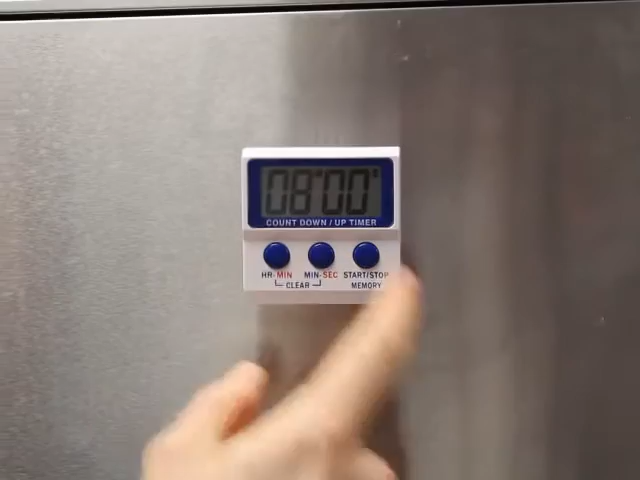 08'00"
COUNT DOWN / UP TIMER
HR-MIN MIN-SEC START/STOP
CLEAR MEMORY